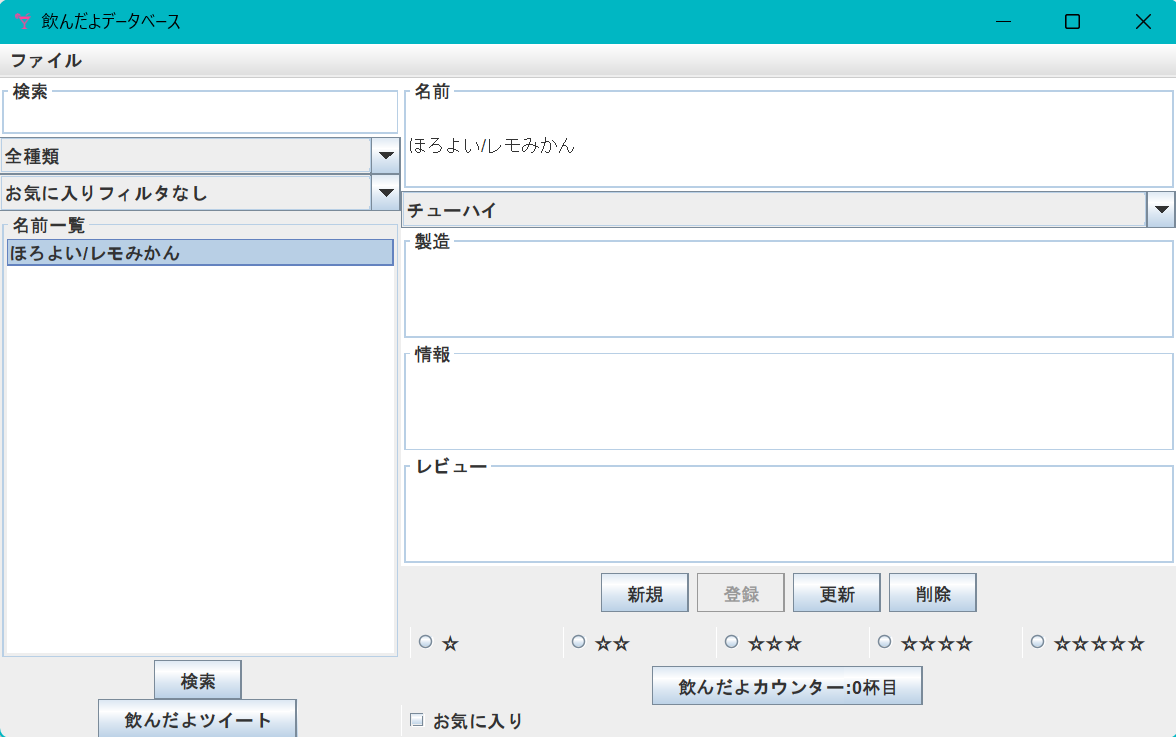 飲んだよデータベース
ファイル
検索
全種類
お気に入りフィルタなし
名前一覧
ほろよい/レモみかん
検索
飲んだよツイート
名前
ほろよい/レモみかん
チューハイ
製造
情報
レビュー
新規 登録 更新 削除
☆ ☆☆ ☆☆☆ ☆☆☆☆ ☆☆☆☆☆
飲んだよカウンター:0杯目
お気に入り